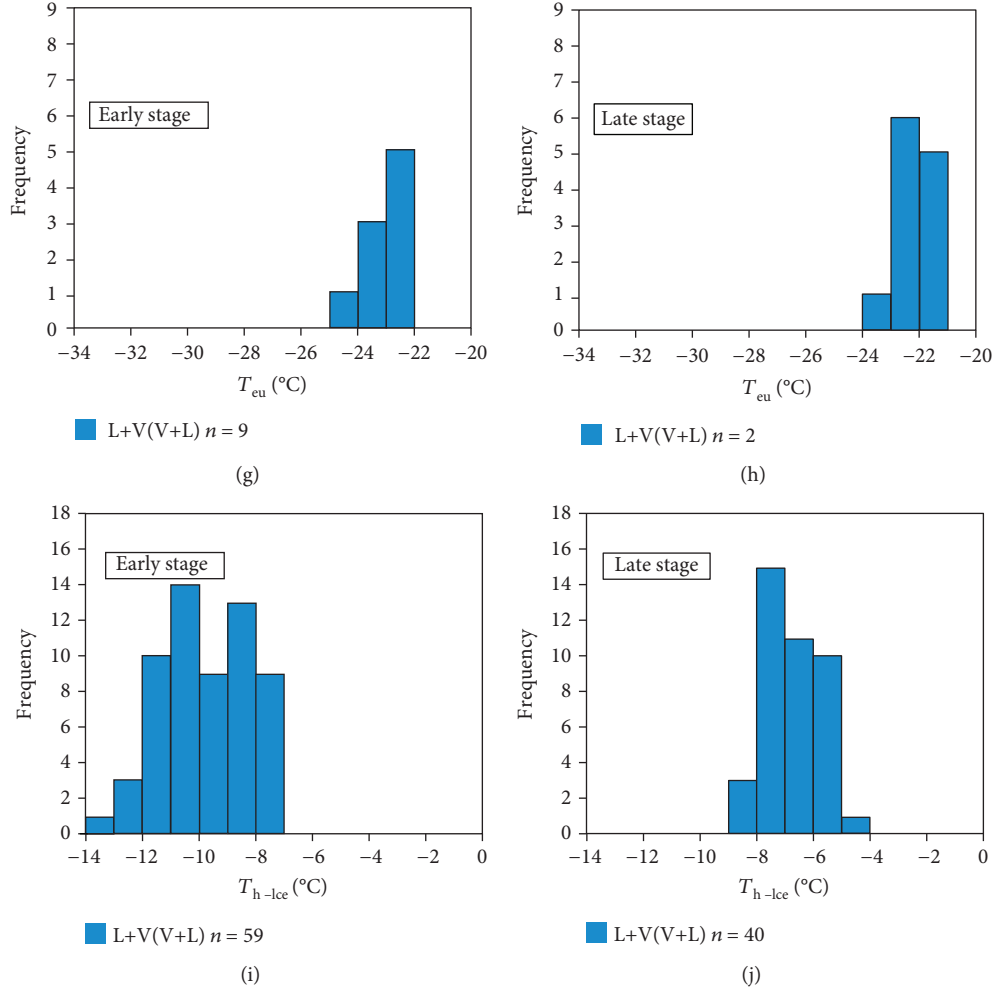 9
8
7
6
5
4
3
2
1
0
Frequency
Early stage
−34 −32 −30 −28 −26 −24 −22 −20
T eu (°C)
L+V(V+L) n = 9
(g)
9
8
7
6
5
4
3
2
1
0
Frequency
Late stage
−34 −32 −30 −28 −26 −24 −22 −20
T eu (°C)
L+V(V+L) n = 2
(h)
18
16
14
12
10
8
6
4
2
0
Frequency
Early stage
−14 −12 −10 −8 −6 −4 −2 0
T h –lce (°C)
L+V(V+L) n = 59
(i)
18
16
14
12
10
8
6
4
2
0
Frequency
Late stage
−14 −12 −10 −8 −6 −4 −2 0
T h –lce (°C)
L+V(V+L) n = 40
(j)